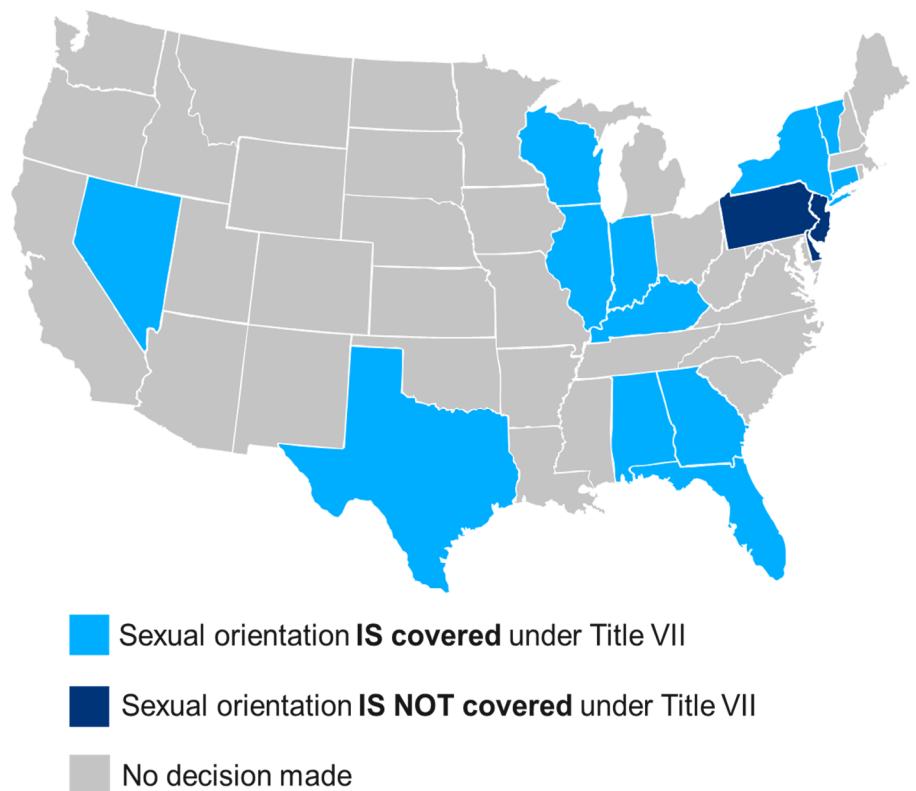 Sexual orientation IS covered under Title VII
Sexual orientation IS NOT covered under Title VII
No decision made